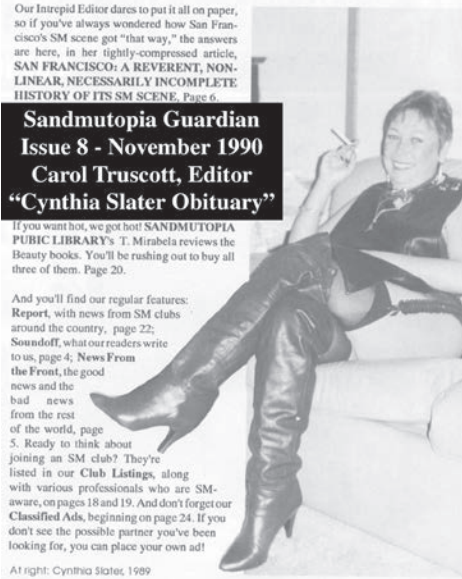 Our Intrepid Editor dares to put it all on paper,
so if you've always wondered how San Fran-
cisco's SM scene got "that way," the answers
are here, in her tightly-compressed article,
SAN FRANCISCO: A REVERENT, NON-
LINEAR, NECESSARILY INCOMPLETE
HISTORY OF ITS SM SCENE, Page 6.
Sandmutopia Guardian
Issue 8 - November 1990
Carol Truscott, Editor
“Cynthia Slater Obituary”
If you want hot, we got hot! SANDMUTOPIA
PUBIC LIBRARY's T. Mirabela reviews the
Beauty books. You'll be rushing out to buy all
three of them. Page 20.
And you'll find our regular features:
Report, with news from SM clubs
around the country, page 22;
Soundoff, what our readers write
to us, page 4; News From
the Front, the good
news and the
bad news
from the rest
of the world, page
5. Ready to think about
joining an SM club? They're
listed in our Club Listings, along
with various professionals who are SM-
aware, on pages 18 and 19. And don't forget our
Classified Ads, beginning on page 24. If you
don't see the possible partner you've been
looking for, you can place your own ad!
At right: Cynthia Slater, 1989